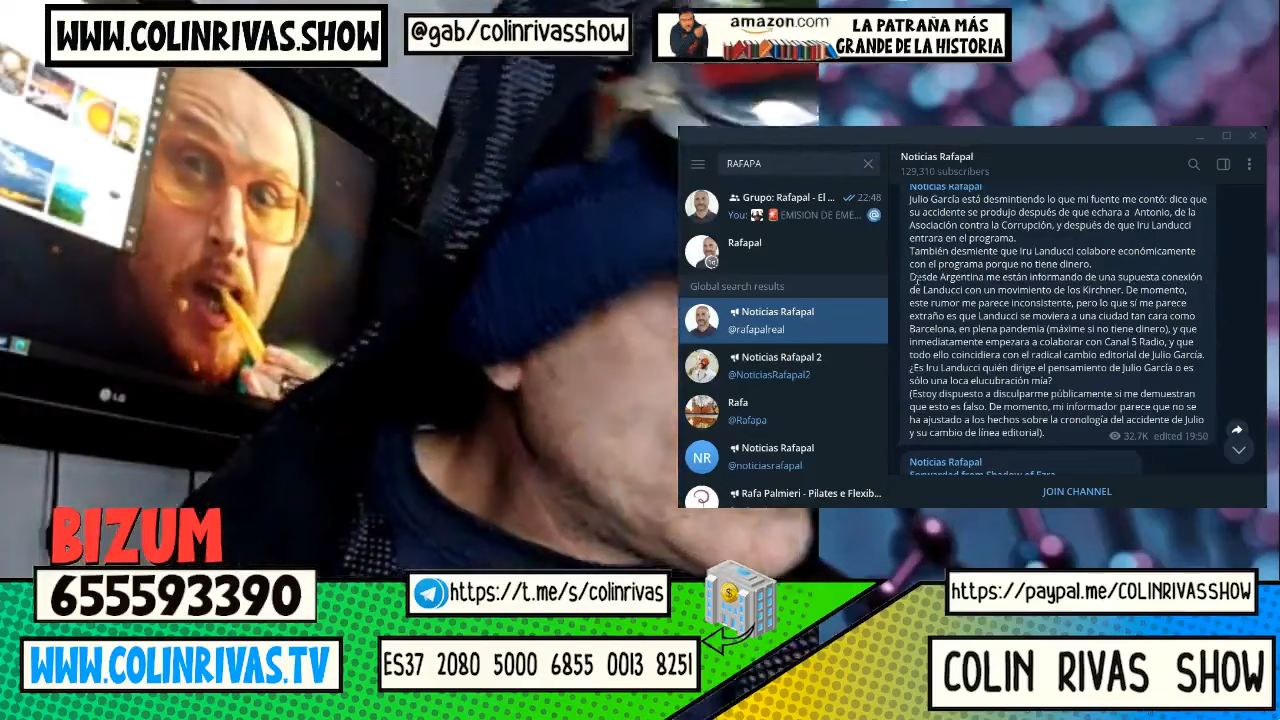 WWW.COLINRIVAS.SHOW
@gab/colinrivasshow
amazon.com
LA PATRAÑA MÁS
GRANDE DE LA HISTORIA
RAFAPA
Grupo: Rafapal - El ... 22:48
You: EMISION DE EME...
Rafapal
Global search results
Noticias Rafapal
@rafapalreal
Noticias Rafapal 2
@NoticiasRafapal2
Rafa
@Rafapa
NR
Noticias Rafapal
@noticiasrafapal
Rafa Palmieri - Pilates e Flexib...
Noticias Rafapal
129,310 subscribers
Noticias Rafapal
Julio García está desmintiendo lo que mi fuente me contó: dice que
su accidente se produjo después de que echara a Antonio, de la
Asociación contra la Corrupción, y después de que Iru Landucci
entrara en el programa.
También desmiente que Iru Landucci colabore económicamente
con el programa porque no tiene dinero.
Desde Argentina me están informando de una supuesta conexión
de Landucci con un movimiento de los Kirchner. De momento,
este rumor me parece inconsistente, pero lo que sí me parece
extraño es que Landucci se moviera a una ciudad tan cara como
Barcelona, en plena pandemia (máxime si no tiene dinero), y que
inmediatamente empezara a colaborar con Canal 5 Radio, y que
todo ello coincidiera con el radical cambio editorial de Julio García.
¿Es Iru Landucci quién dirige el pensamiento de Julio García o es
sólo una loca elucubración mía?
(Estoy dispuesto a disculparme públicamente si me demuestran
que esto es falso. De momento, mi informador parece que no se
ha ajustado a los hechos sobre la cronología del accidente de Julio
y su cambio de línea editorial).
32.7K edited 19:50
Noticias Rafapal
Forwarded from Shadow of Ezra
JOIN CHANNEL
LG
BIZUM
655593390
WWW.COLINRIVAS.TV
https://t.me/s/colinrivas
ES37 2080 5000 6855 0013 8251
https://paypal.me/COLINRIVASSHOW
COLIN RIVAS SHOW